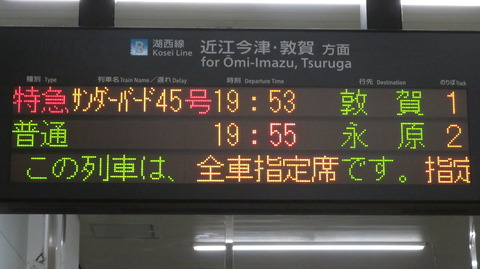 B 湖西線 Kosei Line 近江今津・敦賀 方面
for Ōmi-Imazu, Tsuruga
種別 Type 列車名 Train Name／遅れ Delay 時刻 Departure Time 行先 Destination のりば Track
特急 サンダーバード45号 19:53 敦賀 1
普通 19:55 永原 2
この列車は、全車指定席です。指定